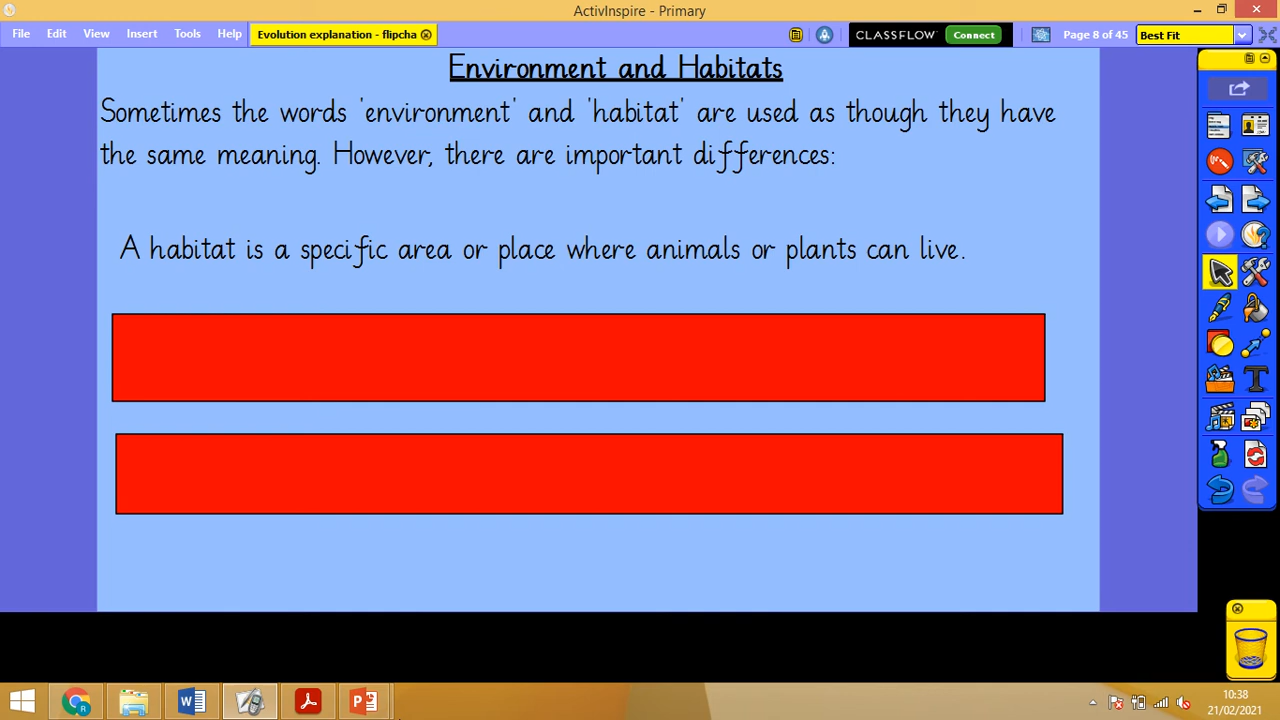 ActivInspire - Primary
File Edit View Insert Tools Help Evolution explanation - flipcha CLASSFLOW Connect Page 8 of 45 Best Fit
Environment and Habitats
Sometimes the words 'environment' and 'habitat' are used as though they have
the same meaning. However, there are important differences:
A habitat is a specific area or place where animals or plants can live.
10:38
21/02/2021